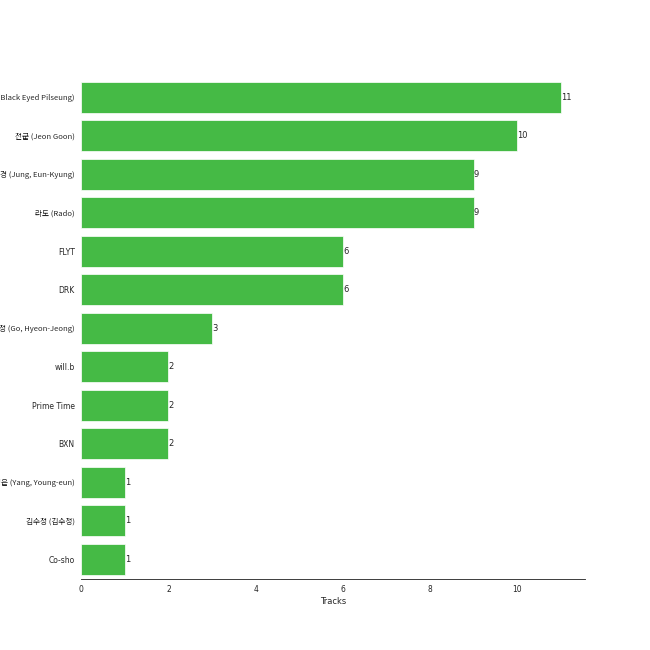 Black Eyed Pilseung) 11
전군 (Jeon Goon) 10
경 (Jung, Eun-Kyung) 9
라도 (Rado) 9
FLYT 6
DRK 6
정 (Go, Hyeon-Jeong) 3
will.b 2
Prime Time 2
BXN 2
은 (Yang, Young-eun) 1
김수정 (김수정) 1
Co-sho 1
0 2 4 6 8 10
Tracks